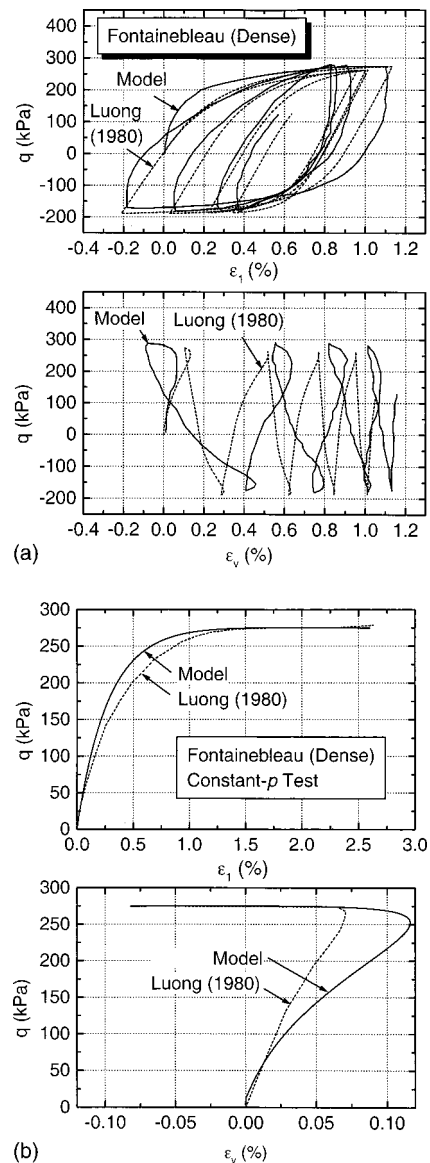 400
300
200
100
0
-100
-200
q (kPa)
Fontainebleau (Dense)
Model
Luong
(1980)
-0.4 -0.2 0.0 0.2 0.4 0.6 0.8 1.0 1.2
ε1 (%)
400
300
200
100
0
-100
-200
q (kPa)
Model
Luong (1980)
-0.4 -0.2 0.0 0.2 0.4 0.6 0.8 1.0 1.2
εv (%)
(a)
300
250
200
150
100
50
0
q (kPa)
Model
Luong (1980)
Fontainebleau (Dense)
Constant-p Test
0.0 0.5 1.0 1.5 2.0 2.5 3.0
ε1 (%)
300
250
200
150
100
50
0
q (kPa)
Model
Luong (1980)
-0.10 -0.05 0.00 0.05 0.10
εv (%)
(b)